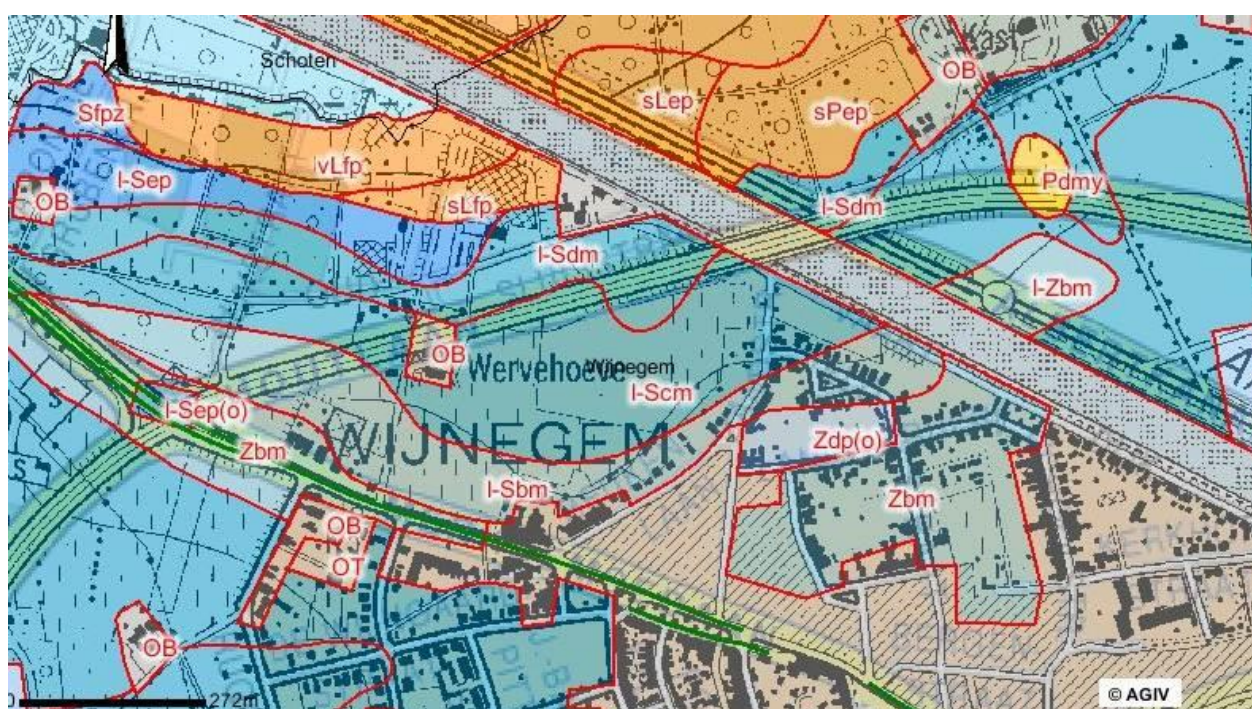 Schoten
Kast
OB
sLep
sPep
Sfpz
vLfp
l-Sep
Pdmy
OB
sLfp
l-Sdm
l-Sdm
l-Zbm
OB
Wervehoeve
Wijnegem
l-Scm
l-Sep(o)
WIJNEGEM
Zdp(o)
Zbm
l-Sbm
Zbm
OB
OT
OB
272m
© AGIV